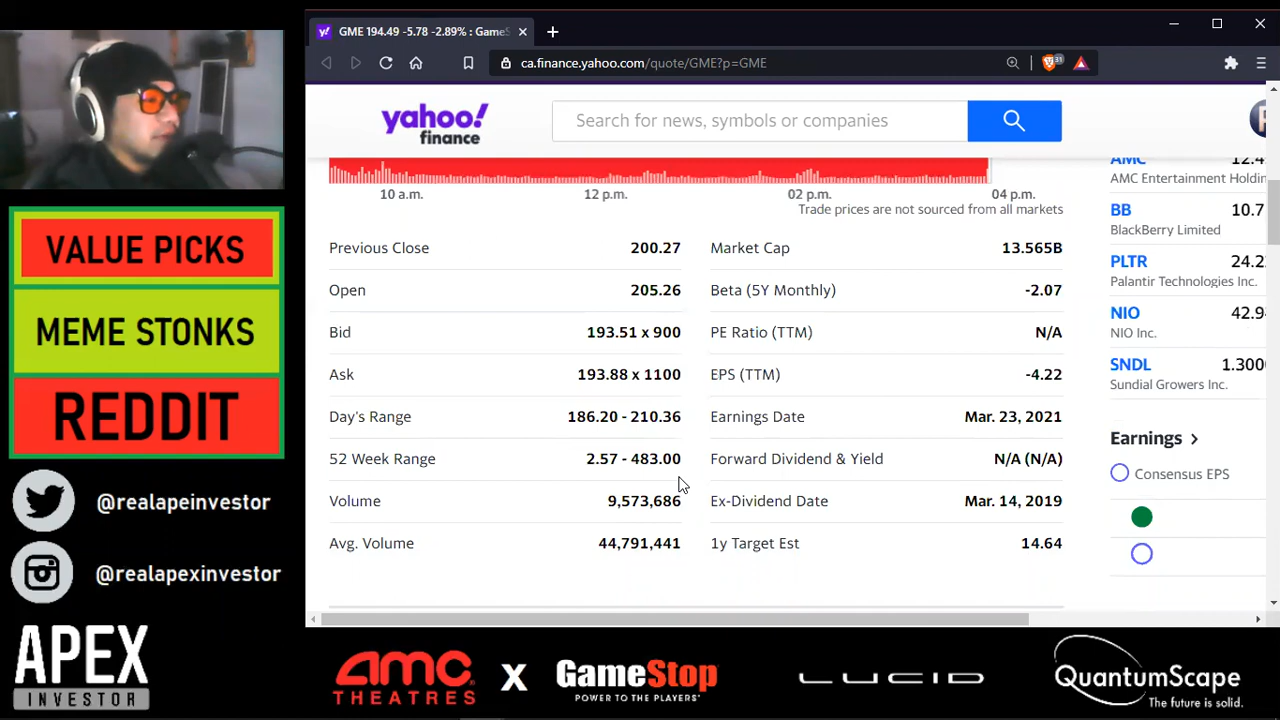 GME 194.49 -5.78 -2.89% : GameS
ca.finance.yahoo.com/quote/GME?p=GME
31
yahoo!
finance
Search for news, symbols or companies
10 a.m. 12 p.m. 02 p.m. 04 p.m.
Trade prices are not sourced from all markets
Previous Close 200.27
Open 205.26
Bid 193.51 x 900
Ask 193.88 x 1100
Day's Range 186.20 - 210.36
52 Week Range 2.57 - 483.00
Volume 9,573,686
Avg. Volume 44,791,441
Market Cap 13.565B
Beta (5Y Monthly) -2.07
PE Ratio (TTM) N/A
EPS (TTM) -4.22
Earnings Date Mar. 23, 2021
Forward Dividend & Yield N/A (N/A)
Ex-Dividend Date Mar. 14, 2019
1y Target Est 14.64
AMC 12.4
AMC Entertainment Holdin
BB 10.7
BlackBerry Limited
PLTR 24.2
Palantir Technologies Inc.
NIO 42.9
NIO Inc.
SNDL 1.3000
Sundial Growers Inc.
Earnings >
Consensus EPS
VALUE PICKS
MEME STONKS
REDDIT
@realapeinvestor
@realapexinvestor
APEX
INVESTOR
amc
THEATRES
X
GameStop
POWER TO THE PLAYERS'
LUCID
QuantumScape
The future is solid.